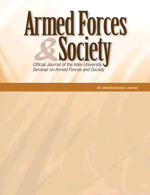 Armed Forces
& Society
Official Journal of the Inter-University
Seminar on Armed Forces and Society
An Interdisciplinary Journal